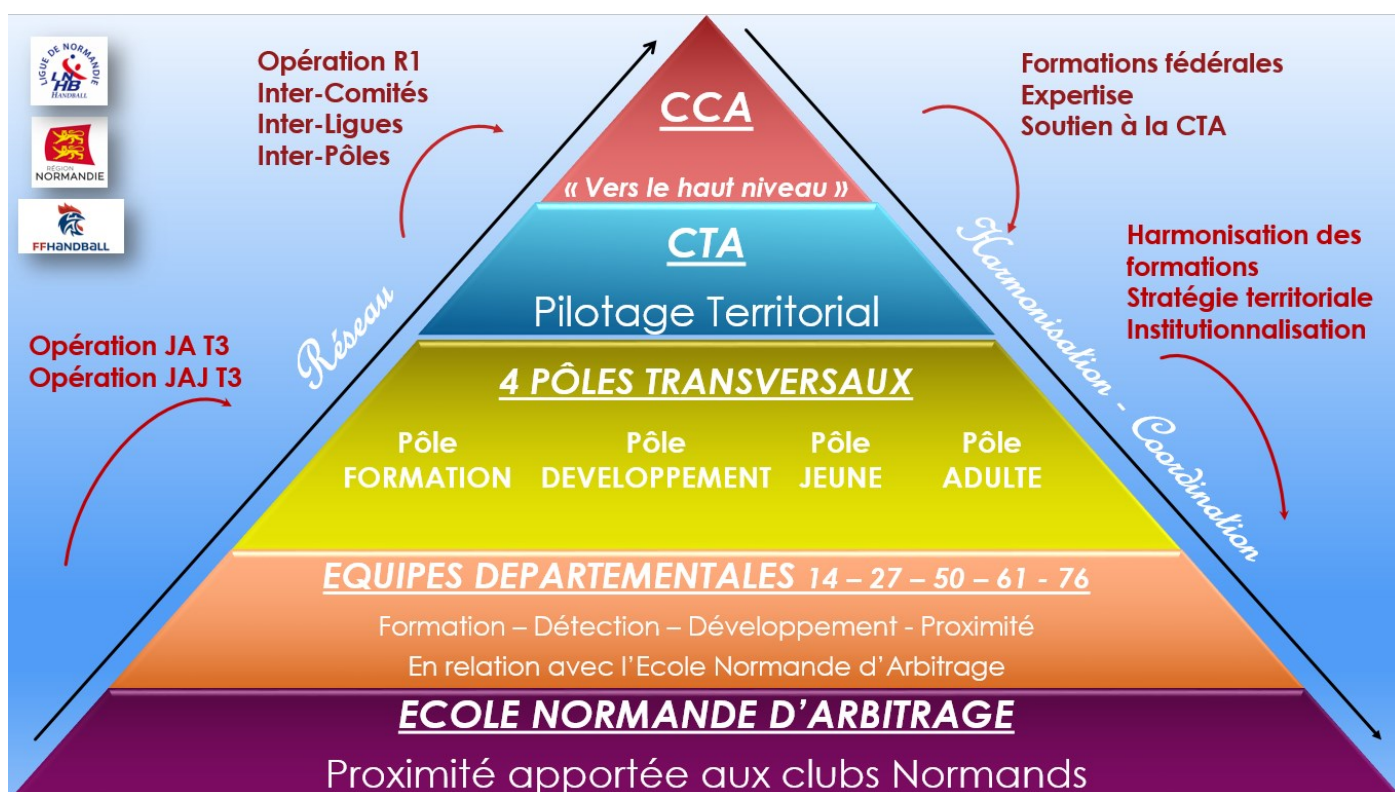 LIGUE DE NORMANDIE
LNHB
HANDBALL
RÉGION
NORMANDIE
FFHANDBALL
Opération R1
Inter-Comités
Inter-Ligues
Inter-Pôles
Formations fédérales
Expertise
Soutien à la CTA
CCA
« Vers le haut niveau »
CTA
Pilotage Territorial
Réseau
Harmonisation - Coordination
Harmonisation des
formations
Stratégie territoriale
Institutionnalisation
Opération JA T3
Opération JAJ T3
4 PÔLES TRANSVERSAUX
Pôle
FORMATION
Pôle
DEVELOPPEMENT
Pôle
JEUNE
Pôle
ADULTE
EQUIPES DEPARTEMENTALES 14 – 27 – 50 – 61 - 76
Formation – Détection – Développement - Proximité
En relation avec l'Ecole Normande d'Arbitrage
ECOLE NORMANDE D'ARBITRAGE
Proximité apportée aux clubs Normands